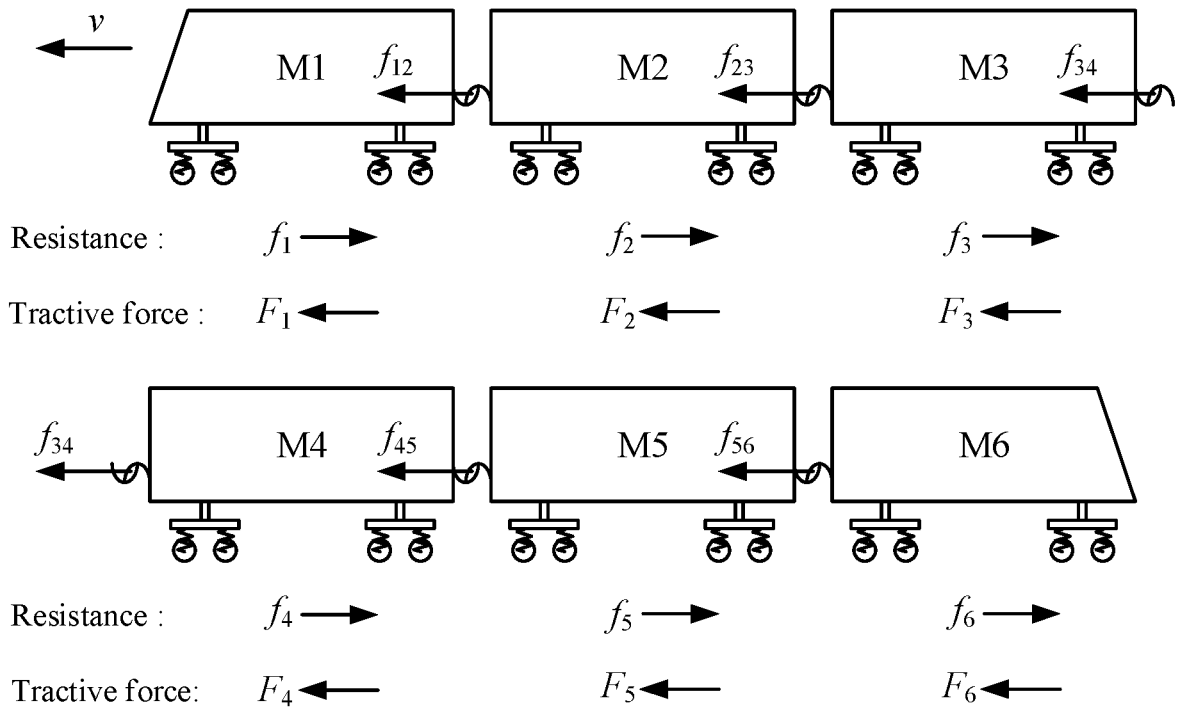 v
M1 f12 M2 f23 M3 f34
Resistance : f1 f2 f3
Tractive force : F1 F2 F3
f34 M4 f45 M5 f56 M6
Resistance : f4 f5 f6
Tractive force: F4 F5 F6